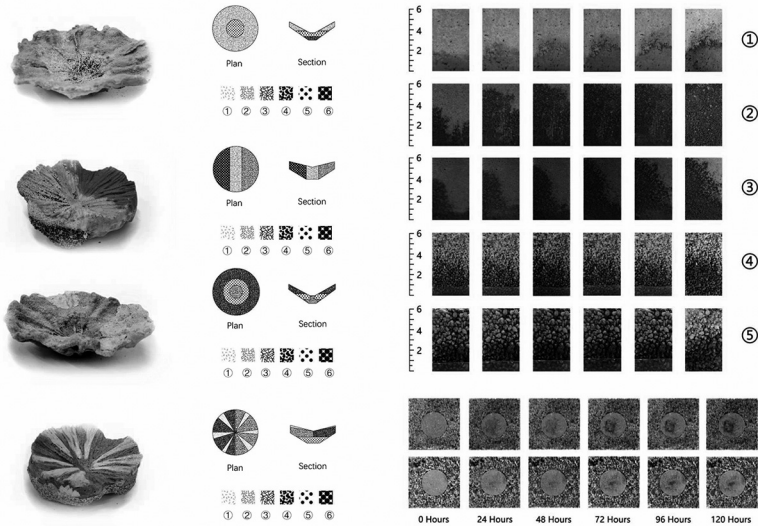 Plan Section
① ② ③ ④ ⑤ ⑥
Plan Section
① ② ③ ④ ⑤ ⑥
Plan Section
① ② ③ ④ ⑤ ⑥
Plan Section
① ② ③ ④ ⑤ ⑥
6
4
2
①
6
4
2
②
6
4
2
③
6
4
2
④
6
4
2
⑤
0 Hours 24 Hours 48 Hours 72 Hours 96 Hours 120 Hours